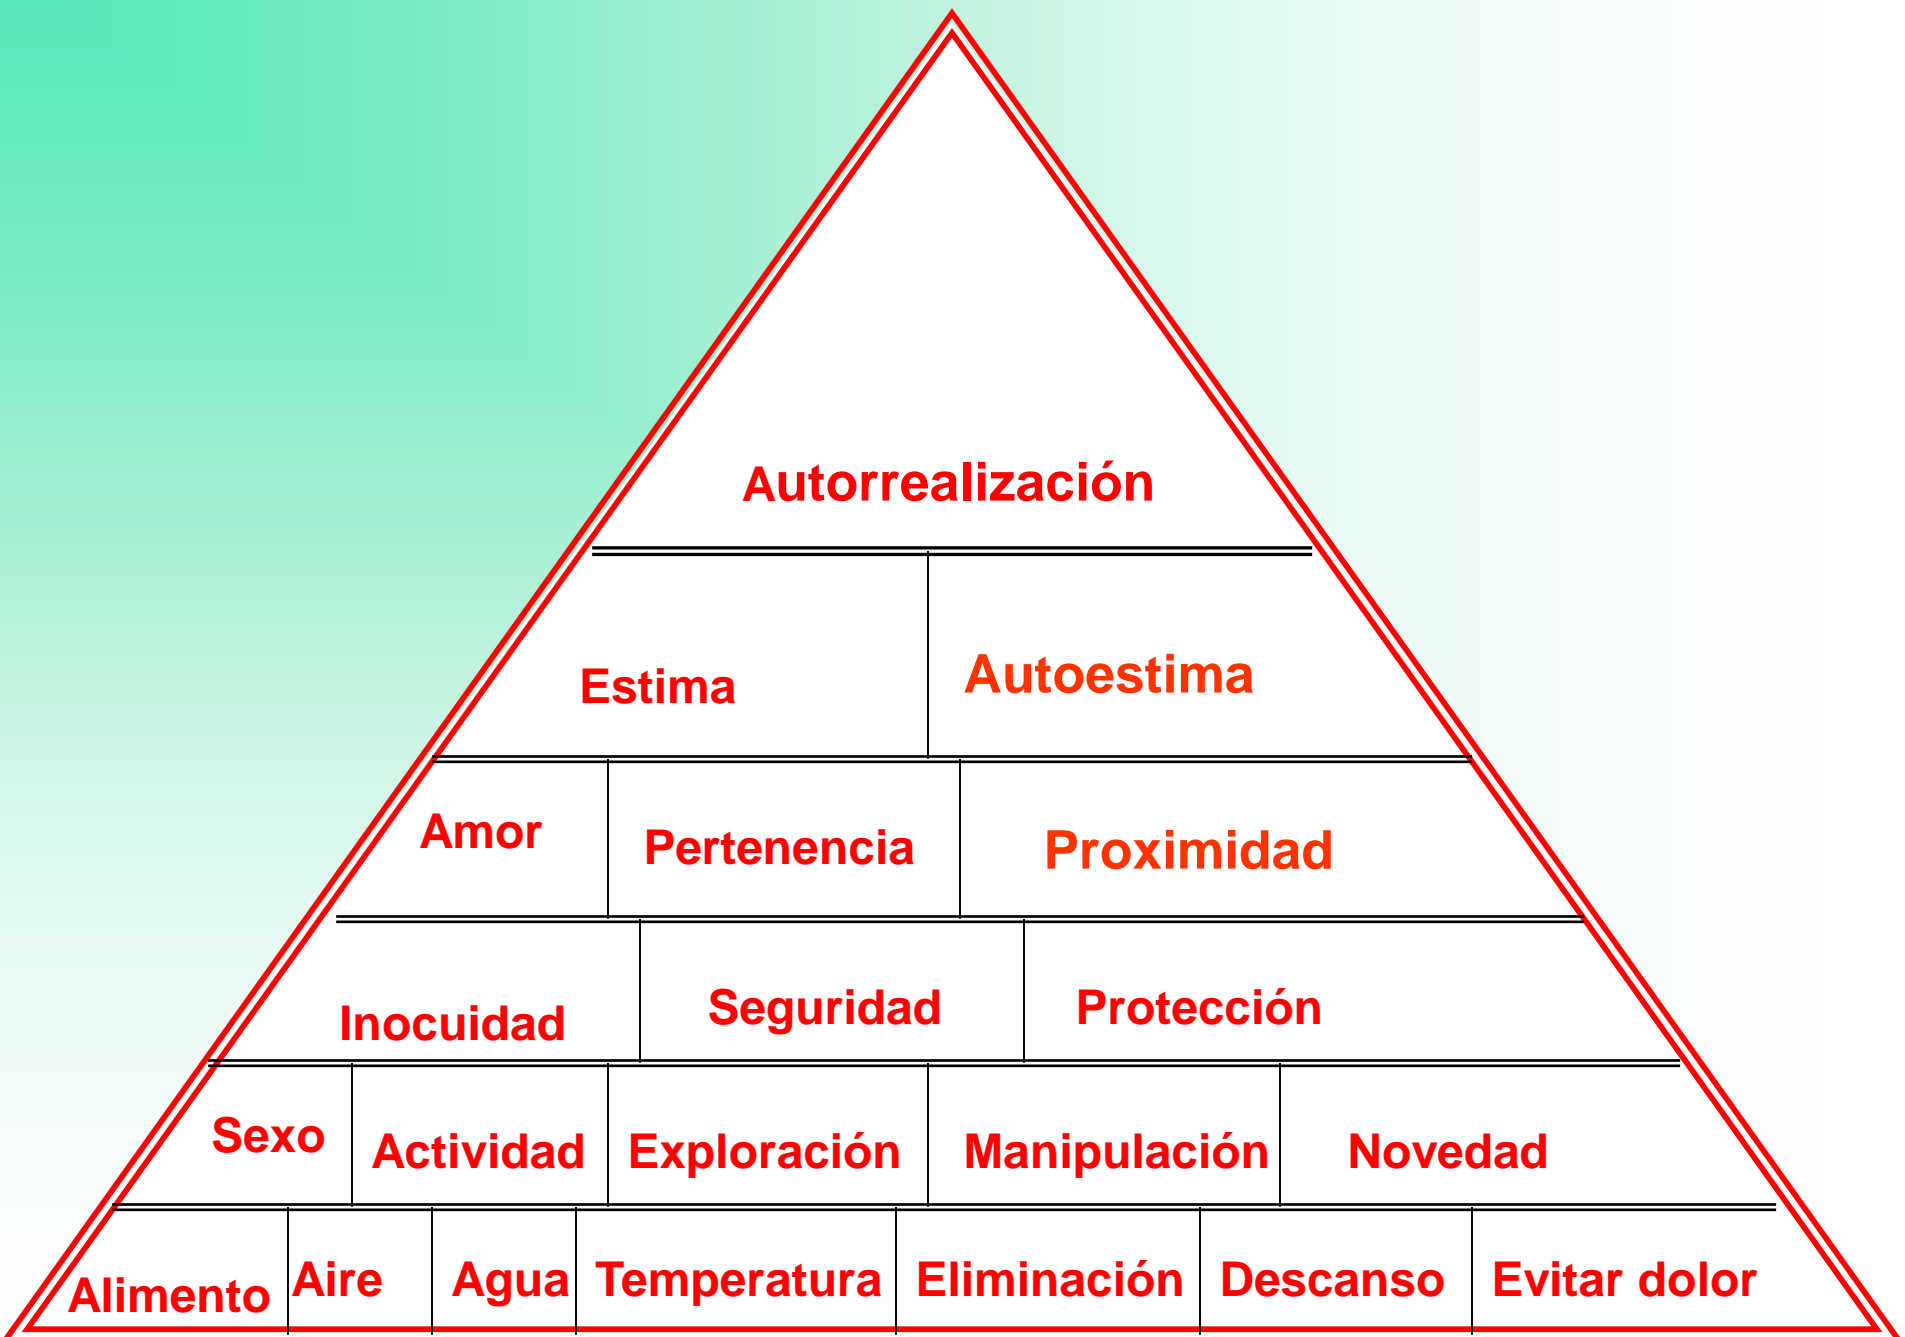 Autorrealización
Estima
Autoestima
Amor
Pertenencia
Proximidad
Inocuidad
Seguridad
Protección
Sexo
Actividad
Exploración
Manipulación
Novedad
Alimento
Aire
Agua
Temperatura
Eliminación
Descanso
Evitar dolor